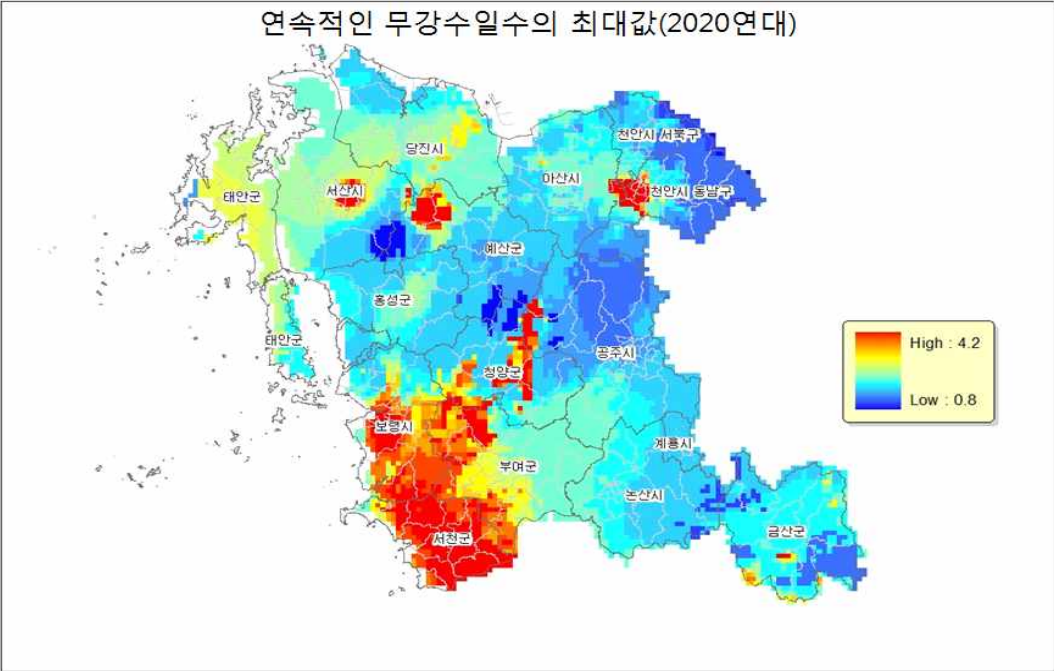 연속적인 무강수일수의 최대값(2020연대)
천안시 서북구
당진시
아산시
서산시
천안시 동남구
태안군
예산군
홍성군
태안군
공주시
청양군
보령시
계룡시
부여군
논산시
금산군
서천군
High : 4.2
Low : 0.8